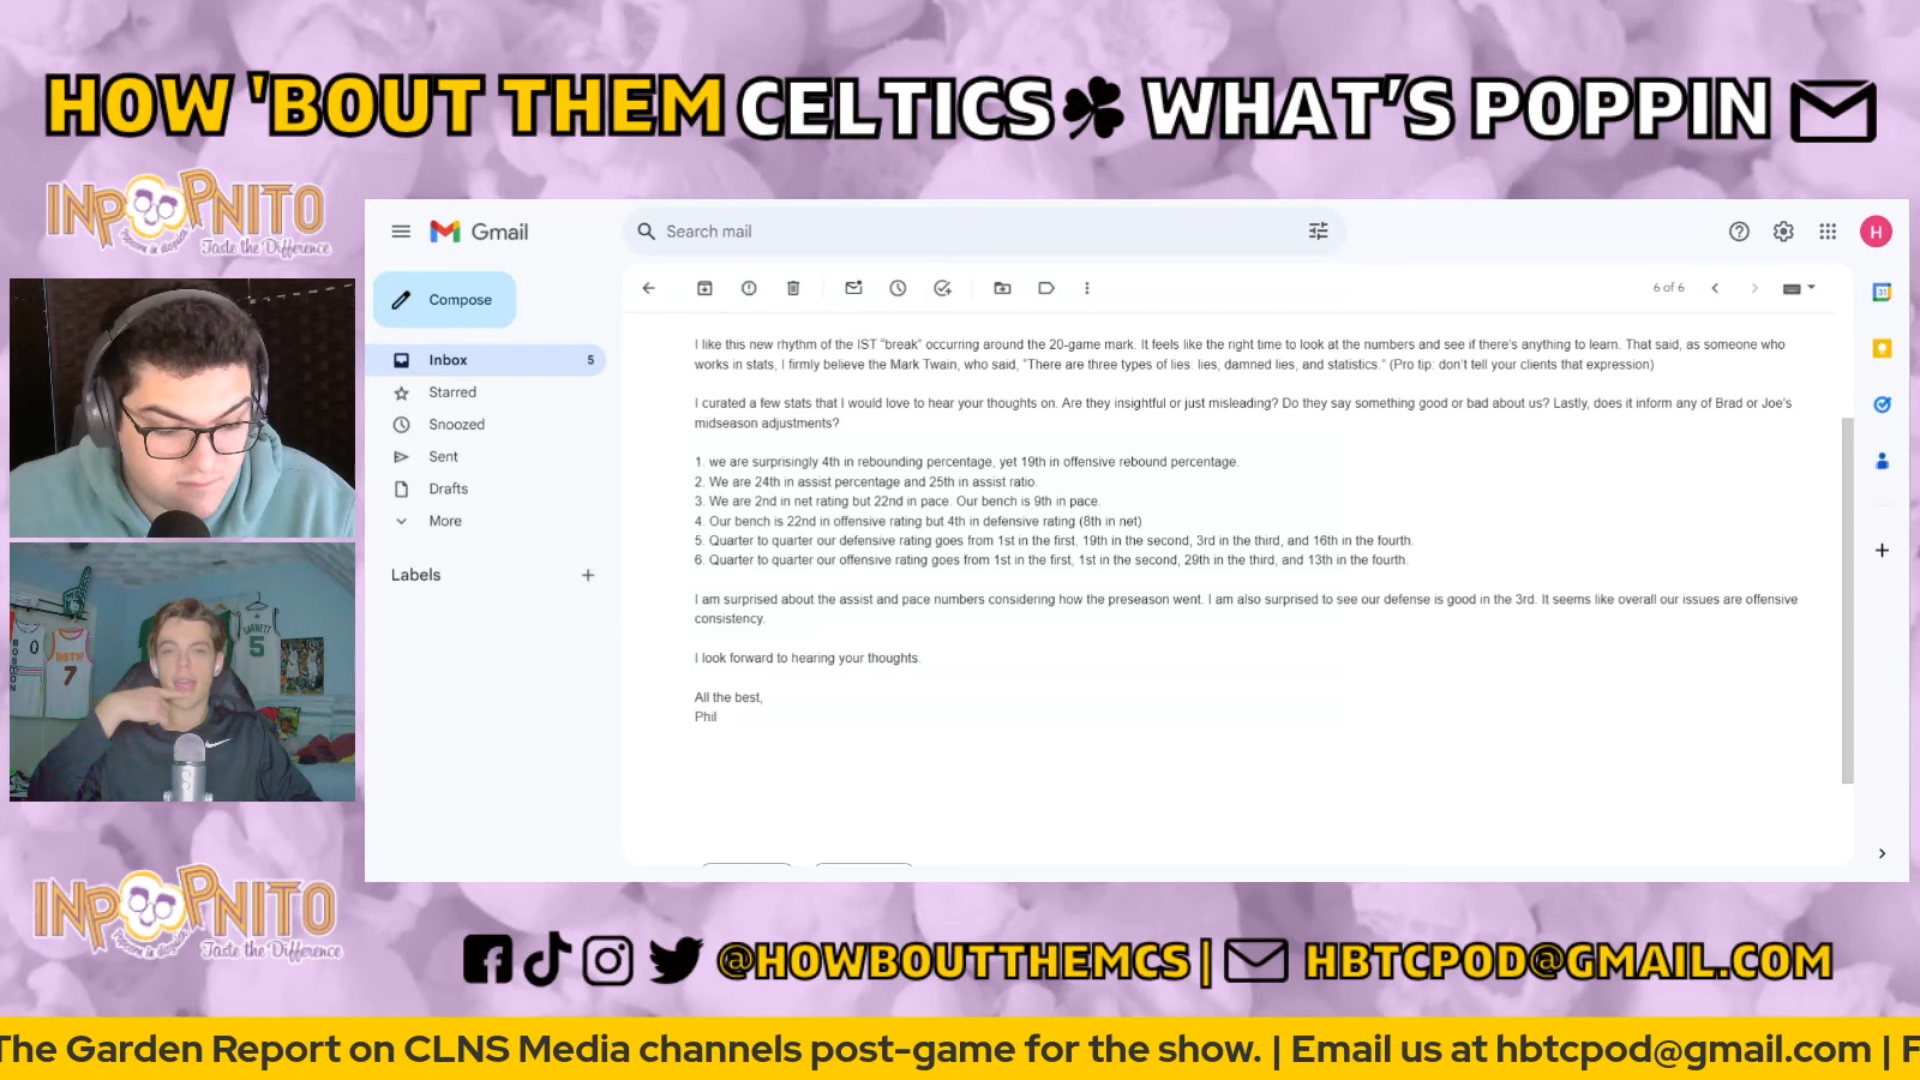 HOW 'BOUT THEM CELTICS WHAT'S POPPIN
INPOPNITO
Taste the Difference
Gmail
Search mail
H
Compose
6 of 6
31
Inbox 5
Starred
Snoozed
Sent
Drafts
More
Labels
I like this new rhythm of the IST "break" occurring around the 20-game mark. It feels like the right time to look at the numbers and see if there's anything to learn. That said, as someone who
works in stats, I firmly believe the Mark Twain, who said, "There are three types of lies: lies, damned lies, and statistics." (Pro tip: don't tell your clients that expression)
I curated a few stats that I would love to hear your thoughts on. Are they insightful or just misleading? Do they say something good or bad about us? Lastly, does it inform any of Brad or Joe's
midseason adjustments?
1. we are surprisingly 4th in rebounding percentage, yet 19th in offensive rebound percentage.
2. We are 24th in assist percentage and 25th in assist ratio.
3. We are 2nd in net rating but 22nd in pace. Our bench is 9th in pace.
4. Our bench is 22nd in offensive rating but 4th in defensive rating (8th in net)
5. Quarter to quarter our defensive rating goes from 1st in the first, 19th in the second, 3rd in the third, and 16th in the fourth.
6. Quarter to quarter our offensive rating goes from 1st in the first, 1st in the second, 29th in the third, and 13th in the fourth.
I am surprised about the assist and pace numbers considering how the preseason went. I am also surprised to see our defense is good in the 3rd. It seems like overall our issues are offensive
consistency.
I look forward to hearing your thoughts.
All the best,
Phil
BOSTON
0
7
GARNETT
5
INPOPNITO
Taste the Difference
@HOWBOUTTHEMCS | HBTCPOD@GMAIL.COM
The Garden Report on CLNS Media channels post-game for the show. | Email us at hbtcpod@gmail.com | F